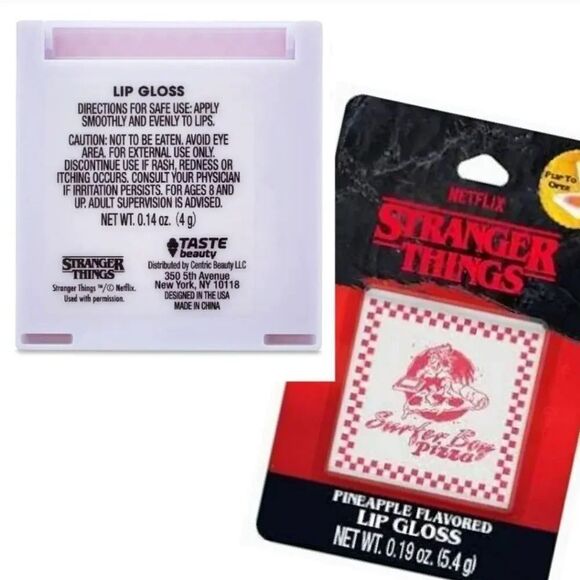 LIP GLOSS
DIRECTIONS FOR SAFE USE: APPLY
SMOOTHLY AND EVENLY TO LIPS.
CAUTION: NOT TO BE EATEN. AVOID EYE
AREA. FOR EXTERNAL USE ONLY.
DISCONTINUE USE IF RASH, REDNESS OR
ITCHING OCCURS. CONSULT YOUR PHYSICIAN
IF IRRITATION PERSISTS. FOR AGES 8 AND
UP. ADULT SUPERVISION IS ADVISED.
NET WT. 0.14 oz. (4 g)
STRANGER
THINGS
Stranger Things ™/© Netflix.
Used with permission.
TASTE
beauty
Distributed by Centric Beauty LLC
350 5th Avenue
New York, NY 10118
DESIGNED IN THE USA
MADE IN CHINA
FLIP TO
OPEN
NETFLIX
STRANGER
THINGS
Surfer Boy
Pizza
PINEAPPLE FLAVORED
LIP GLOSS
NET WT. 0.19 oz. (5.4 g)